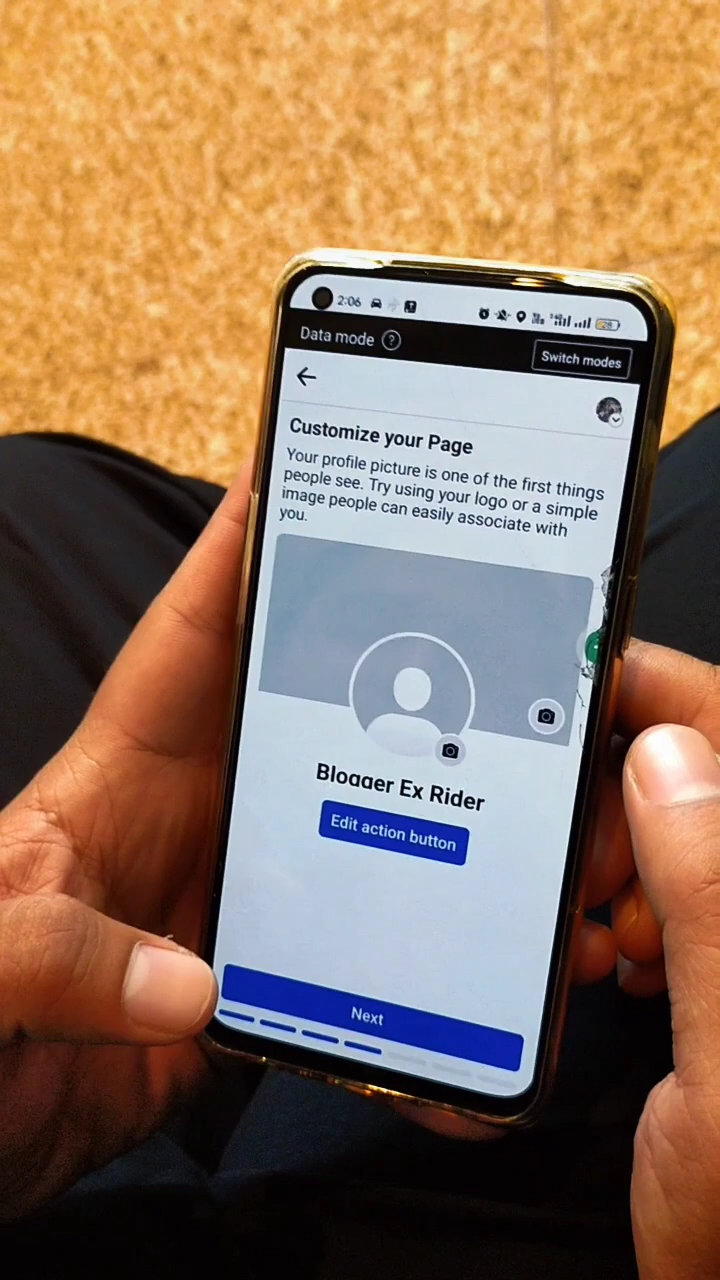 2:06
Data mode ?
Switch modes
Customize your Page
Your profile picture is one of the first things
people see. Try using your logo or a simple
image people can easily associate with
you.
Blogger Ex Rider
Edit action button
Next